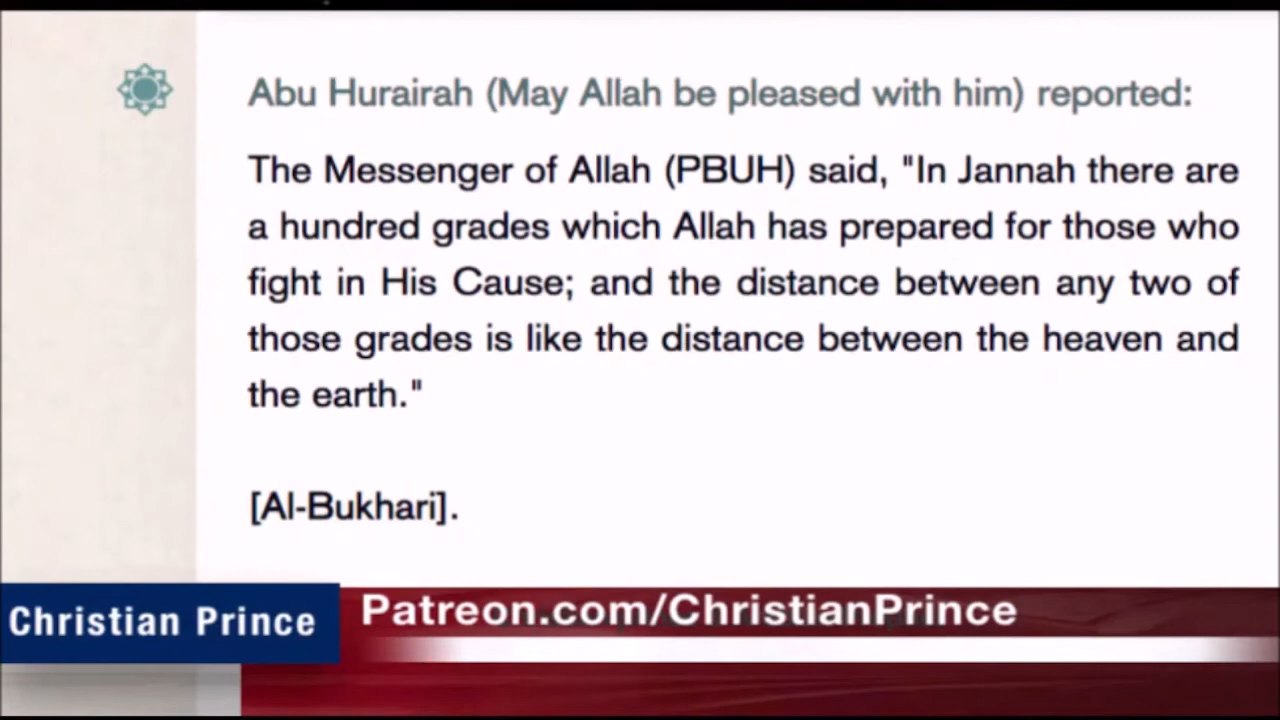 Abu Hurairah (May Allah be pleased with him) reported:
The Messenger of Allah (PBUH) said, "In Jannah there are
a hundred grades which Allah has prepared for those who
fight in His Cause; and the distance between any two of
those grades is like the distance between the heaven and
the earth."
[Al-Bukhari].
Christian Prince
Patreon.com/ChristianPrince